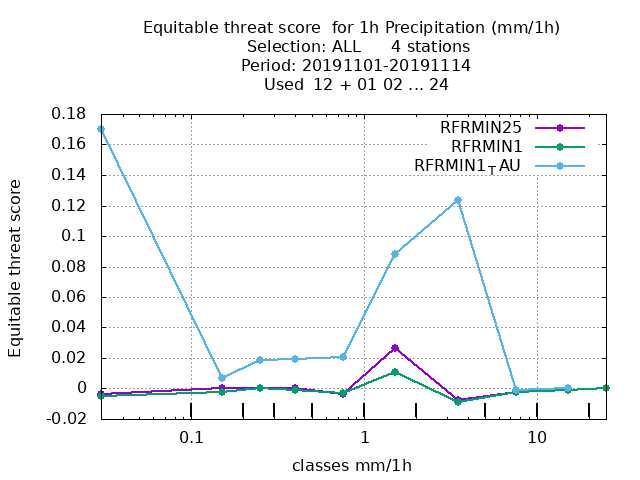 Equitable threat score  for 1h Precipitation (mm/1h)
Selection: ALL      4 stations
Period: 20191101-20191114
Used  12 + 01 02 ... 24
RFRMIN25
RFRMIN1
RFRMIN1_TAU
Equitable threat score
0.18
0.16
0.14
0.12
0.1
0.08
0.06
0.04
0.02
0
-0.02
0.1
1
10
classes mm/1h